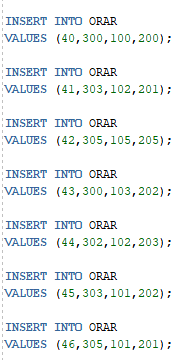 INSERT INTO ORAR
VALUES (40,300,100,200);
INSERT INTO ORAR
VALUES (41,303,102,201);
INSERT INTO ORAR
VALUES (42,305,105,205);
INSERT INTO ORAR
VALUES (43,300,103,202);
INSERT INTO ORAR
VALUES (44,302,102,203);
INSERT INTO ORAR
VALUES (45,303,101,202);
INSERT INTO ORAR
VALUES (46,305,101,201);